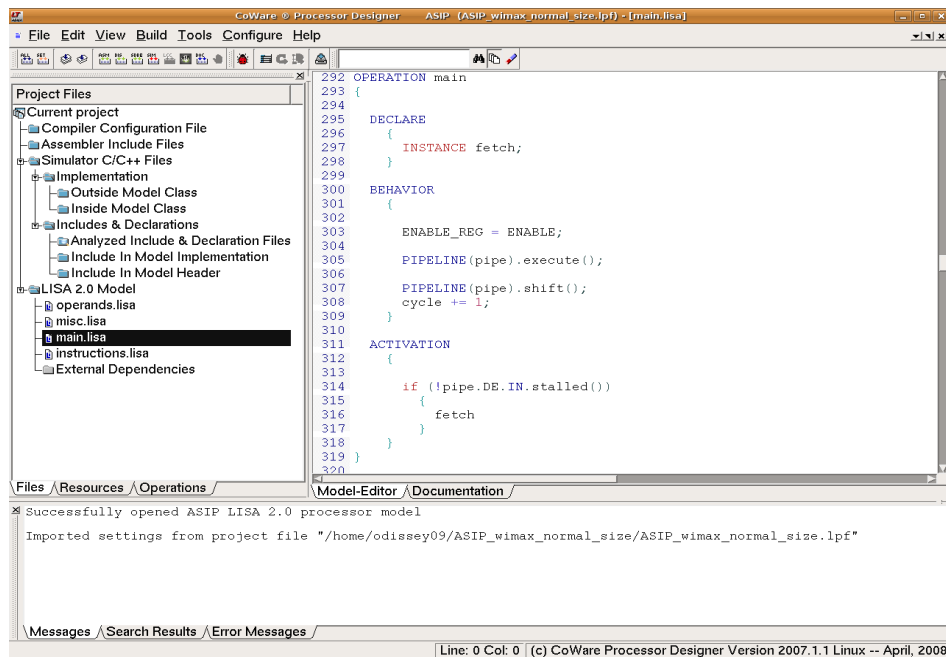 CoWare ® Processor Designer ASIP (ASIP_wimax_normal_size.lpf) - [main.lisa]
File Edit View Build Tools Configure Help
Project Files
Current project
Compiler Configuration File
Assembler Include Files
Simulator C/C++ Files
Implementation
Outside Model Class
Inside Model Class
Includes & Declarations
Analyzed Include & Declaration Files
Include In Model Implementation
Include In Model Header
LISA 2.0 Model
operands.lisa
misc.lisa
main.lisa
instructions.lisa
External Dependencies
Files Resources Operations
292 OPERATION main
293 {
294
295 DECLARE
296 {
297 INSTANCE fetch;
298 }
299
300 BEHAVIOR
301 {
302
303 ENABLE_REG = ENABLE;
304
305 PIPELINE(pipe).execute();
306
307 PIPELINE(pipe).shift();
308 cycle += 1;
309 }
310
311 ACTIVATION
312 {
313
314 if (!pipe.DE.IN.stalled())
315 {
316 fetch
317 }
318 }
319 }
320
Model-Editor Documentation
Successfully opened ASIP LISA 2.0 processor model
Imported settings from project file "/home/odissey09/ASIP_wimax_normal_size/ASIP_wimax_normal_size.lpf"
Messages Search Results Error Messages
Line: 0 Col: 0 (c) CoWare Processor Designer Version 2007.1.1 Linux -- April, 2008